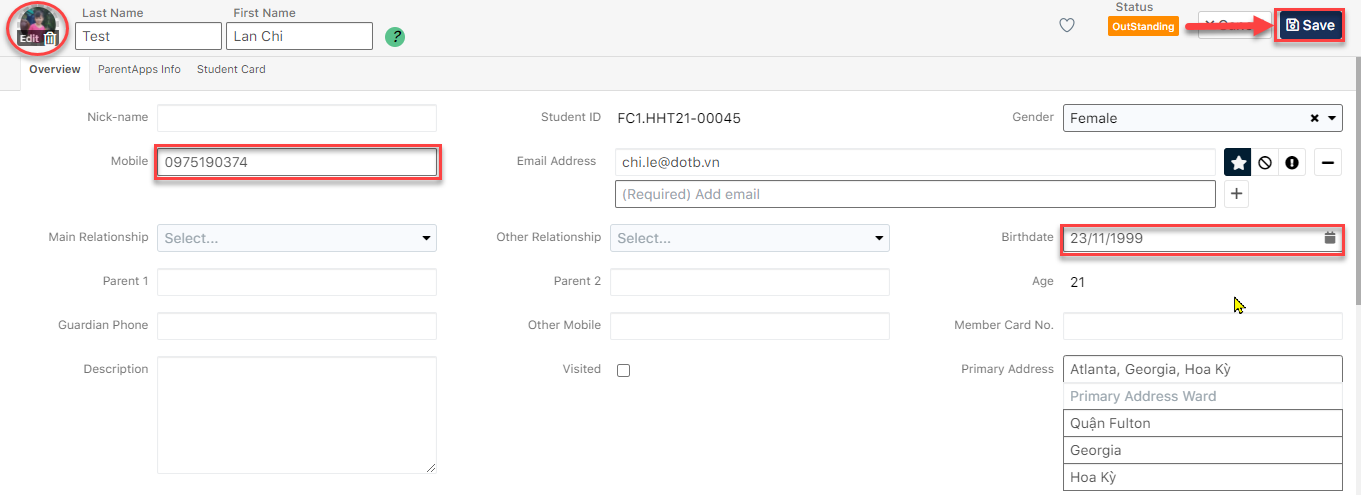 Last Name First Name Status
Edit Test Lan Chi ? OutStanding Save
Overview ParentApps Info Student Card
Nick-name Student ID FC1.HHT21-00045 Gender Female
Mobile 0975190374 Email Address chi.le@dotb.vn
(Required) Add email
Main Relationship Select... Other Relationship Select... Birthdate 23/11/1999
Parent 1 Parent 2 Age 21
Guardian Phone Other Mobile Member Card No.
Description Visited Primary Address Atlanta, Georgia, Hoa Kỳ
Primary Address Ward
Quận Fulton
Georgia
Hoa Kỳ